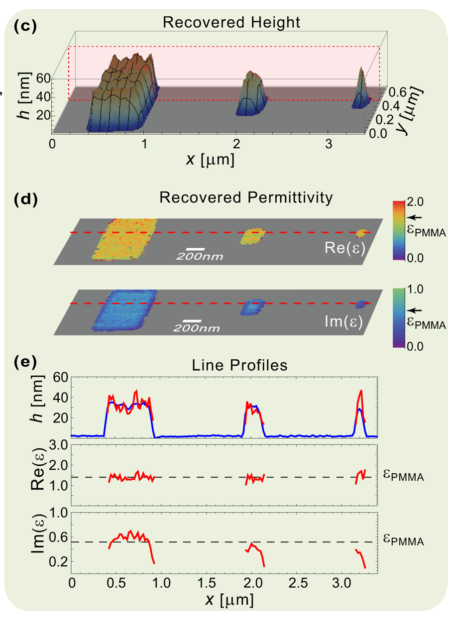 (c) Recovered Height
h [nm]
60
40
20
0
0 1 2 3
x [μm]
0.0
0.2
0.4
0.6
y [μm]
(d) Recovered Permittivity
200nm Re(ε)
2.0
εPMMA
0.0
200nm Im(ε)
1.0
εPMMA
0.0
(e) Line Profiles
h [nm]
60
40
20
Re(ε)
3.0
2.0
1.0
εPMMA
Im(ε)
1.0
0.6
0.2
εPMMA
0.0 0.5 1.0 1.5 2.0 2.5 3.0
x [μm]